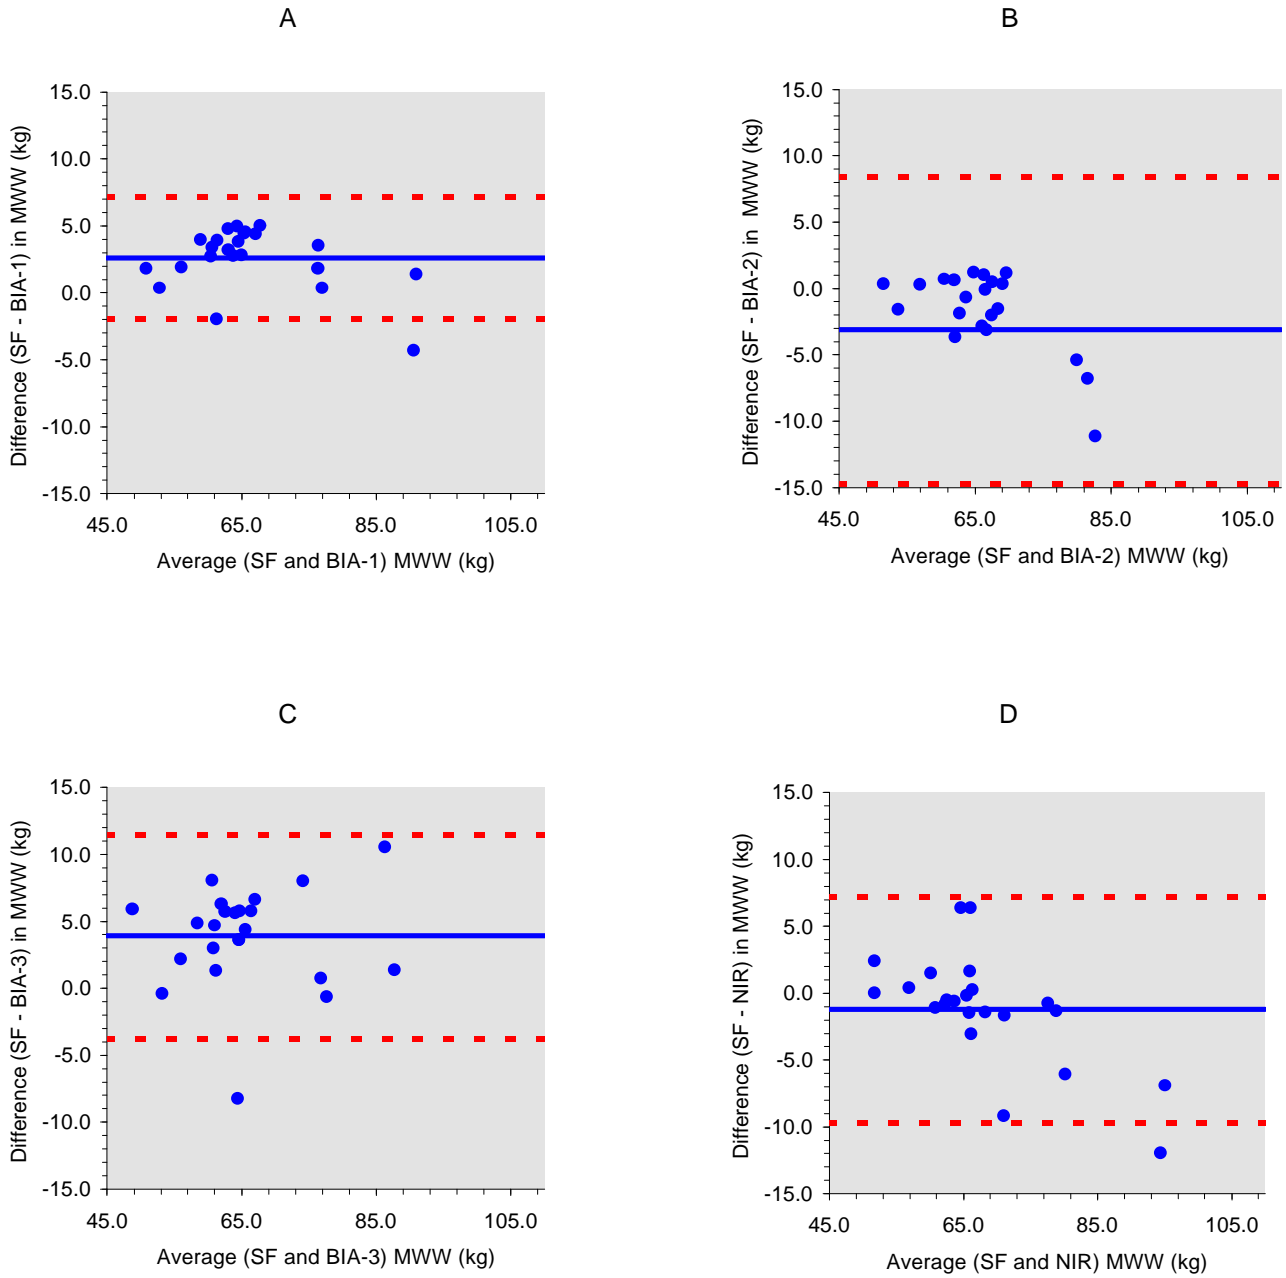 A
15.0
10.0
5.0
0.0
-5.0
-10.0
-15.0
45.0 65.0 85.0 105.0
Difference (SF - BIA-1) in MWW (kg)
Average (SF and BIA-1) MWW (kg)
B
15.0
10.0
5.0
0.0
-5.0
-10.0
-15.0
45.0 65.0 85.0 105.0
Difference (SF - BIA-2) in MWW (kg)
Average (SF and BIA-2) MWW (kg)
C
15.0
10.0
5.0
0.0
-5.0
-10.0
-15.0
45.0 65.0 85.0 105.0
Difference (SF - BIA-3) in MWW (kg)
Average (SF and BIA-3) MWW (kg)
D
15.0
10.0
5.0
0.0
-5.0
-10.0
-15.0
45.0 65.0 85.0 105.0
Difference (SF - NIR) in MWW (kg)
Average (SF and NIR) MWW (kg)